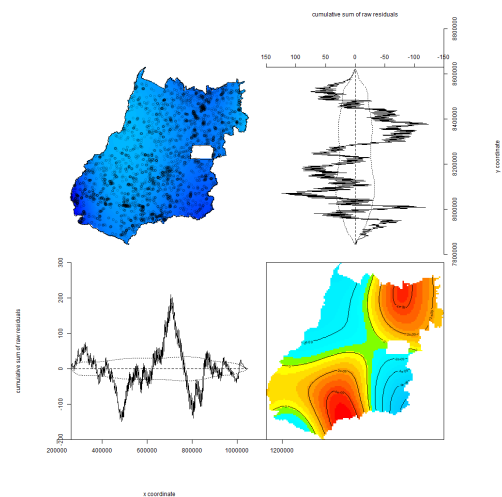 cumulative sum of raw residuals
150 100 50 0 -50 -100 -150
7800000 8000000 8200000 8400000 8600000 8800000
y coordinate
cumulative sum of raw residuals
-200 -100 0 100 200 300
200000 400000 600000 800000 1000000 1200000
x coordinate